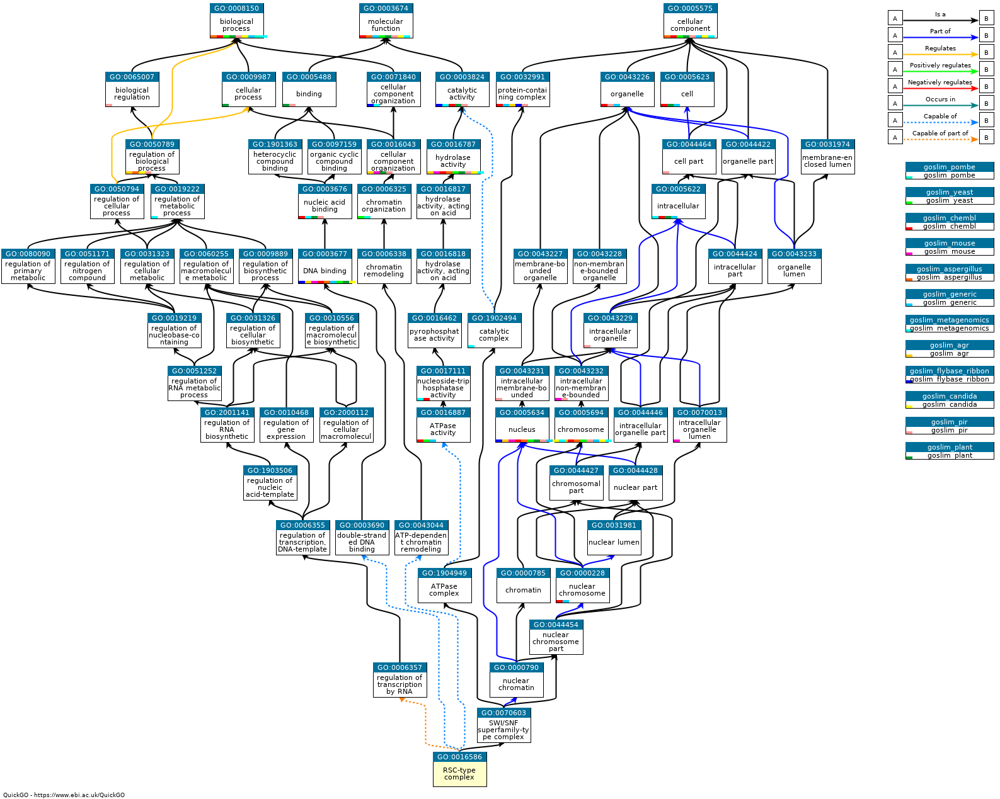 GO:0008150
biological
process
GO:0003674
molecular
function
GO:0005575
cellular
component
GO:0065007
biological
regulation
GO:0009987
cellular
process
GO:0005488
binding
GO:0071840
cellular
component
organization
GO:0003824
catalytic
activity
GO:0032991
protein-contai
ning complex
GO:0043226
organelle
GO:0005623
cell
GO:0050789
regulation of
biological
process
GO:1901363
heterocyclic
compound
binding
GO:0097159
organic cyclic
compound
binding
GO:0016043
cellular
component
organization
GO:0016787
hydrolase
activity
GO:0044464
cell part
GO:0044422
organelle part
GO:0031974
membrane-en
closed lumen
GO:0050794
regulation of
cellular
process
GO:0019222
regulation of
metabolic
process
GO:0003676
nucleic acid
binding
GO:0006325
chromatin
organization
GO:0016817
hydrolase
activity, acting
on acid
GO:0005622
intracellular
GO:0080090
regulation of
primary
metabolic
GO:0051171
regulation of
nitrogen
compound
GO:0031323
regulation of
cellular
metabolic
GO:0060255
regulation of
macromolecul
e metabolic
GO:0009889
regulation of
biosynthetic
process
GO:0003677
DNA binding
GO:0006338
chromatin
remodeling
GO:0016818
hydrolase
activity, acting
on acid
GO:0043227
membrane-bo
unded
organelle
GO:0043228
non-membran
e-bounded
organelle
GO:0044424
intracellular
part
GO:0043233
organelle
lumen
GO:0019219
regulation of
nucleobase-co
ntaining
GO:0031326
regulation of
cellular
biosynthetic
GO:0010556
regulation of
macromolecul
e biosynthetic
GO:0016462
pyrophosphat
ase activity
GO:1902494
catalytic
complex
GO:0043229
intracellular
organelle
GO:0051252
regulation of
RNA metabolic
process
GO:0017111
nucleoside-trip
hosphatase
activity
GO:0043231
intracellular
membrane-bo
unded
GO:0043232
intracellular
non-membran
e-bounded
GO:2001141
regulation of
RNA
biosynthetic
GO:0010468
regulation of
gene
expression
GO:2000112
regulation of
cellular
macromolecul
GO:0016887
ATPase
activity
GO:0005634
nucleus
GO:0005694
chromosome
GO:0044446
intracellular
organelle part
GO:0070013
intracellular
organelle
lumen
GO:1903506
regulation of
nucleic
acid-template
GO:0044427
chromosomal
part
GO:0044428
nuclear part
GO:0006355
regulation of
transcription,
DNA-template
GO:0003690
double-strand
ed DNA
binding
GO:0043044
ATP-dependen
t chromatin
remodeling
GO:0031981
nuclear lumen
GO:1904949
ATPase
complex
GO:0000785
chromatin
GO:0000228
nuclear
chromosome
GO:0044454
nuclear
chromosome
part
GO:0006357
regulation of
transcription
by RNA
GO:0000790
nuclear
chromatin
GO:0070603
SWI/SNF
superfamily-ty
pe complex
GO:0016586
RSC-type
complex
A Is a B
A Part of B
A Regulates B
A Positively regulates B
A Negatively regulates B
A Occurs in B
A Capable of B
A Capable of part of B
goslim_pombe
goslim_pombe
goslim_yeast
goslim_yeast
goslim_chembl
goslim_chembl
goslim_mouse
goslim_mouse
goslim_aspergillus
goslim_aspergillus
goslim_generic
goslim_generic
goslim_metagenomics
goslim_metagenomics
goslim_agr
goslim_agr
goslim_flybase_ribbon
goslim_flybase_ribbon
goslim_candida
goslim_candida
goslim_pir
goslim_pir
goslim_plant
goslim_plant
QuickGO - https://www.ebi.ac.uk/QuickGO